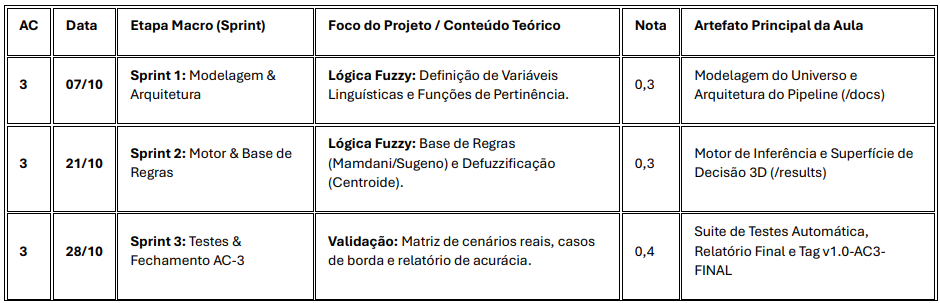 AC Data Etapa Macro (Sprint) Foco do Projeto / Conteúdo Teórico Nota Artefato Principal da Aula
3
07/10
Sprint 1: Modelagem &
Arquitetura
Lógica Fuzzy: Definição de Variáveis
Linguísticas e Funções de Pertinência.
0,3
Modelagem do Universo e
Arquitetura do Pipeline (/docs)
3
21/10
Sprint 2: Motor & Base de
Regras
Lógica Fuzzy: Base de Regras
(Mamdani/Sugeno) e Defuzzificação
(Centroide).
0,3
Motor de Inferência e Superfície de
Decisão 3D (/results)
3
28/10
Sprint 3: Testes &
Fechamento AC-3
Validação: Matriz de cenários reais, casos
de borda e relatório de acurácia.
0,4
Suite de Testes Automática,
Relatório Final e Tag v1.0-AC3-
FINAL